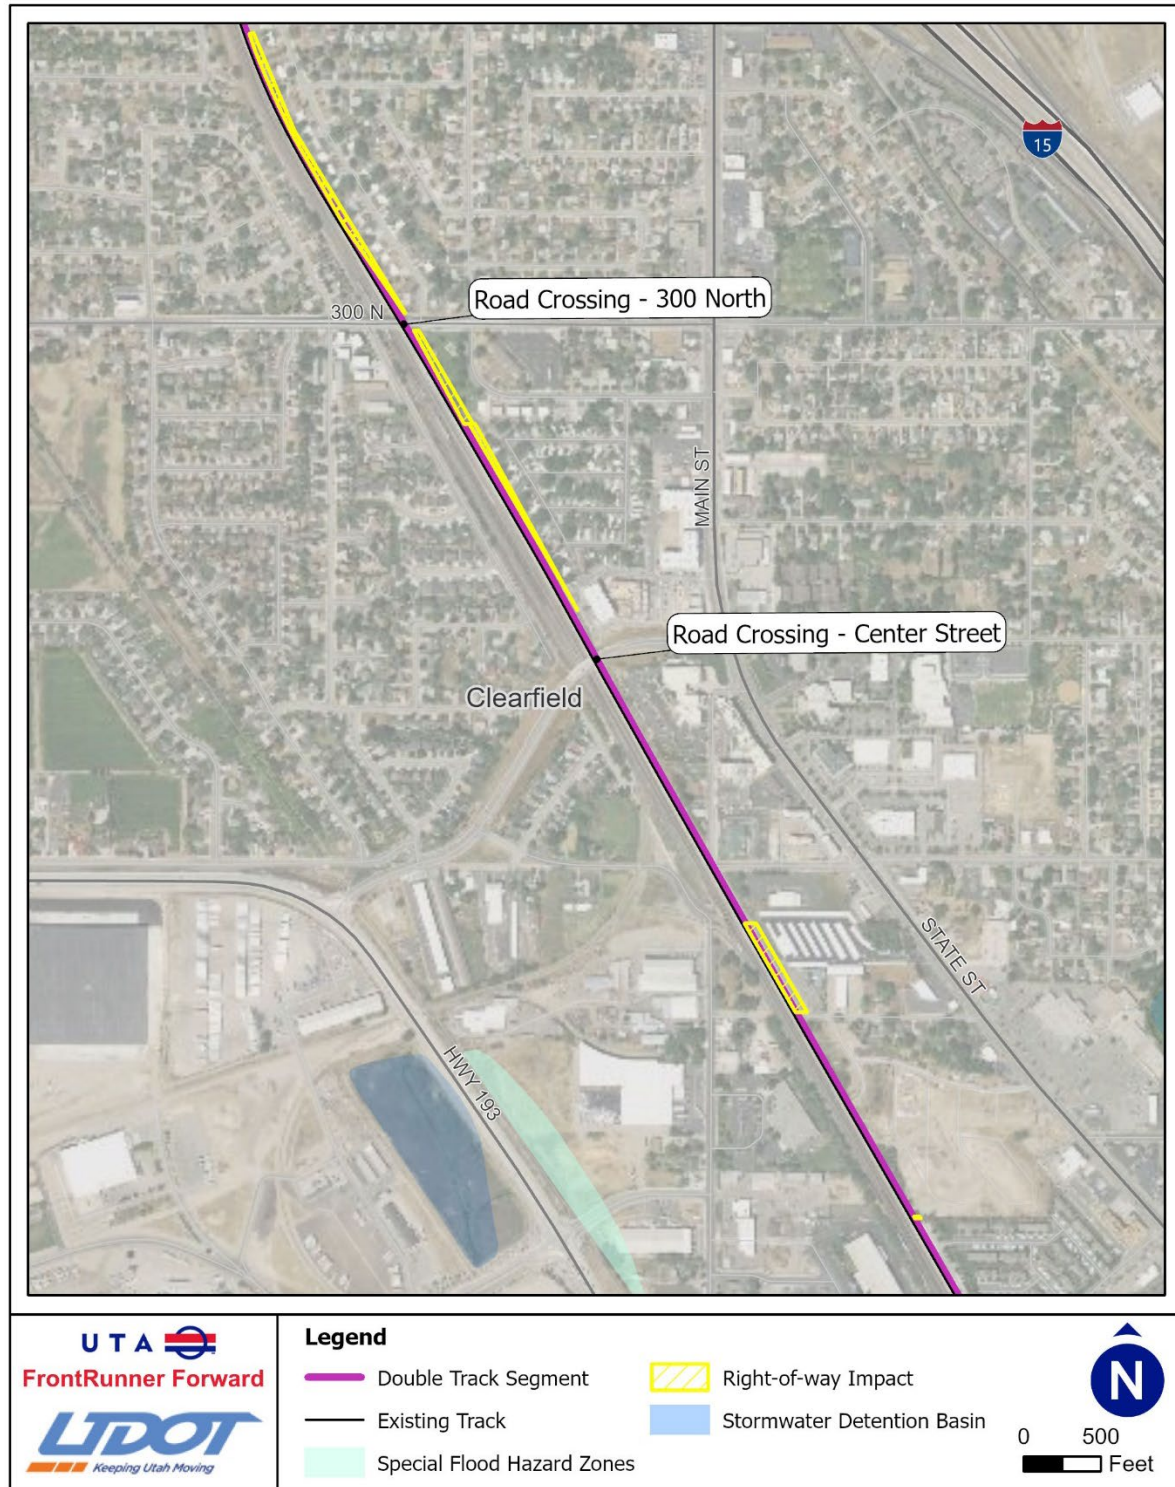 15
Road Crossing - 300 North
300 N
MAIN ST
Road Crossing - Center Street
Clearfield
STATE ST
HWY 193
UTA
FrontRunner Forward
UDOT
Keeping Utah Moving
Legend
Double Track Segment
Right-of-way Impact
Existing Track
Stormwater Detention Basin
Special Flood Hazard Zones
N
0 500
Feet